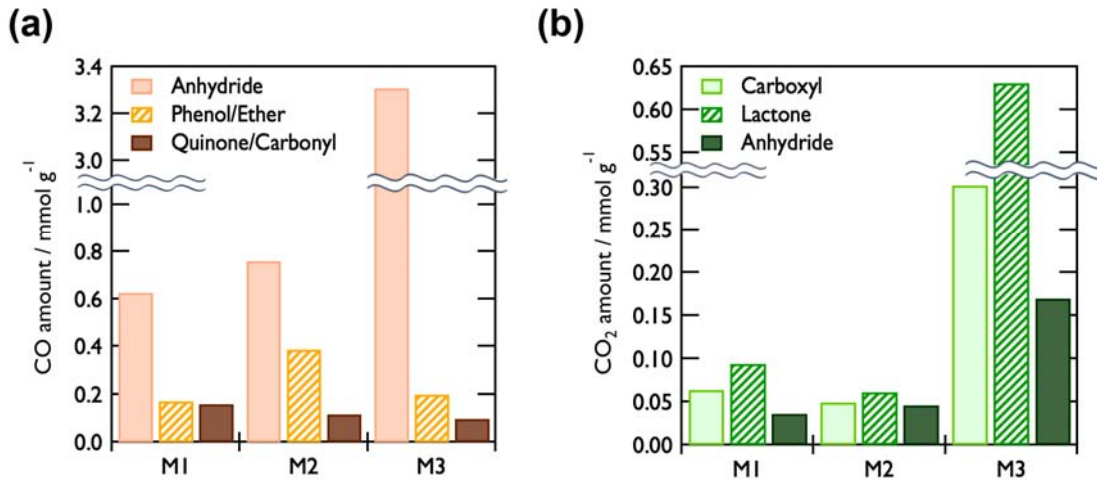 (a)
CO amount / mmol g⁻¹
3.4
3.2
3.0
1.0
0.8
0.6
0.4
0.2
0.0
Anhydride
Phenol/Ether
Quinone/Carbonyl
M1
M2
M3
(b)
CO₂ amount / mmol g⁻¹
0.65
0.60
0.55
0.30
0.25
0.20
0.15
0.10
0.05
0.00
Carboxyl
Lactone
Anhydride
M1
M2
M3